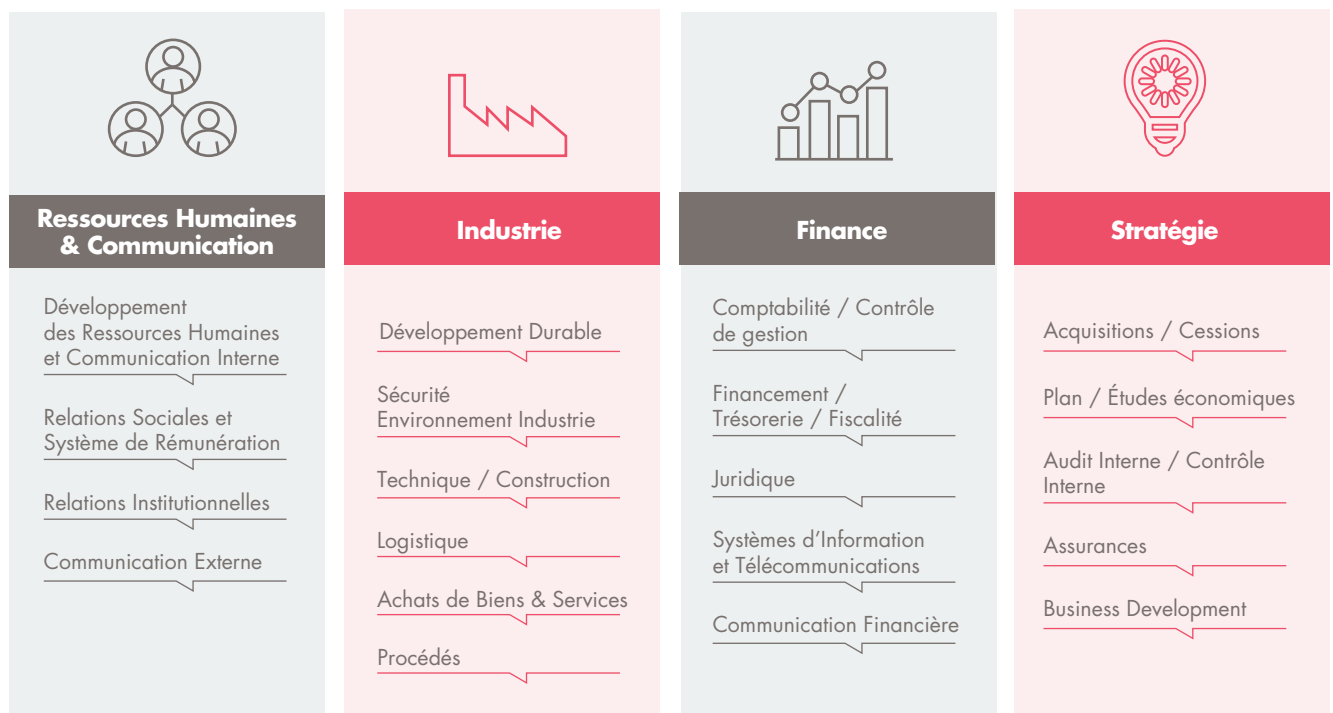 Ressources Humaines
& Communication
Développement
des Ressources Humaines
et Communication Interne
Relations Sociales et
Système de Rémunération
Relations Institutionnelles
Communication Externe
Industrie
Développement Durable
Sécurité
Environnement Industrie
Technique / Construction
Logistique
Achats de Biens & Services
Procédés
Finance
Comptabilité / Contrôle
de gestion
Financement /
Trésorerie / Fiscalité
Juridique
Systèmes d’Information
et Télécommunications
Communication Financière
Stratégie
Acquisitions / Cessions
Plan / Études économiques
Audit Interne / Contrôle
Interne
Assurances
Business Development